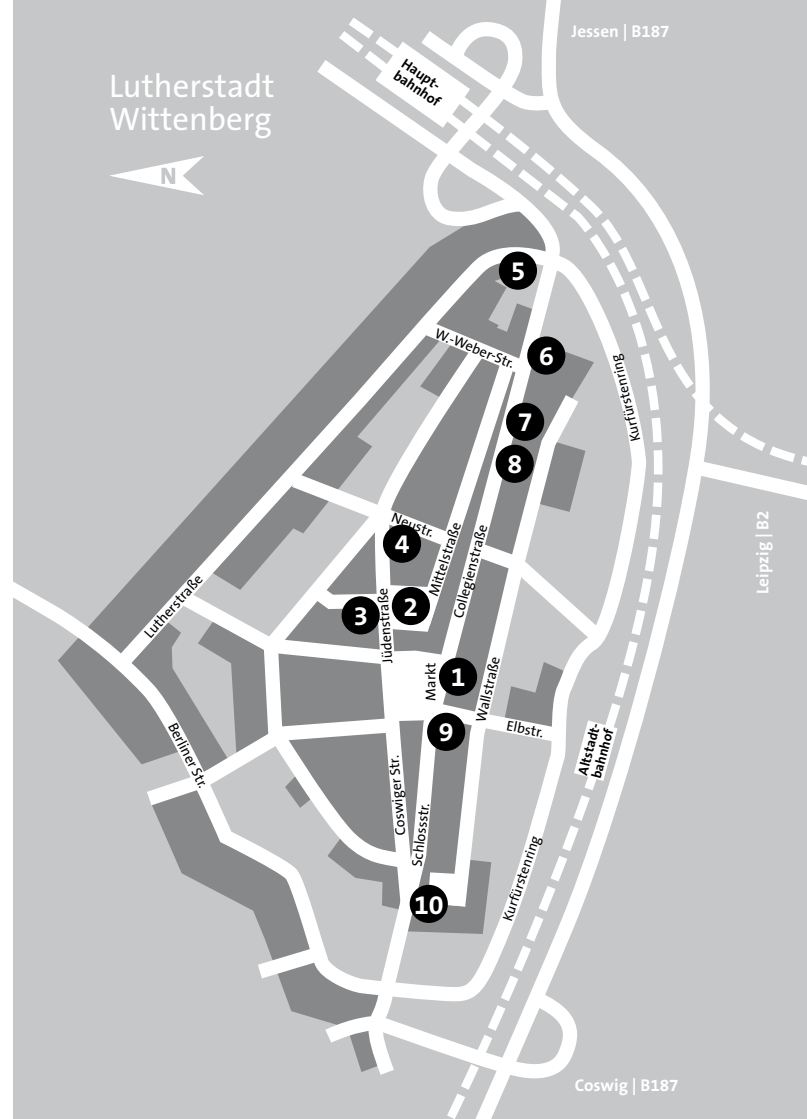 Jessen | B187
Haupt-
bahnhof
Lutherstadt
Wittenberg
N
5
W.-Weber-Str.
6
Kurfürstenring
7
8
Neustr.
4
Mittelstraße
Collegienstraße
Leipzig | B2
Lutherstraße
3
2
Jüdenstraße
Markt
1
Wallstraße
9
Elbstr.
Berliner Str.
Altstadt-
bahnhof
Coswiger Str.
Schlossstr.
Kurfürstenring
10
Coswig | B187